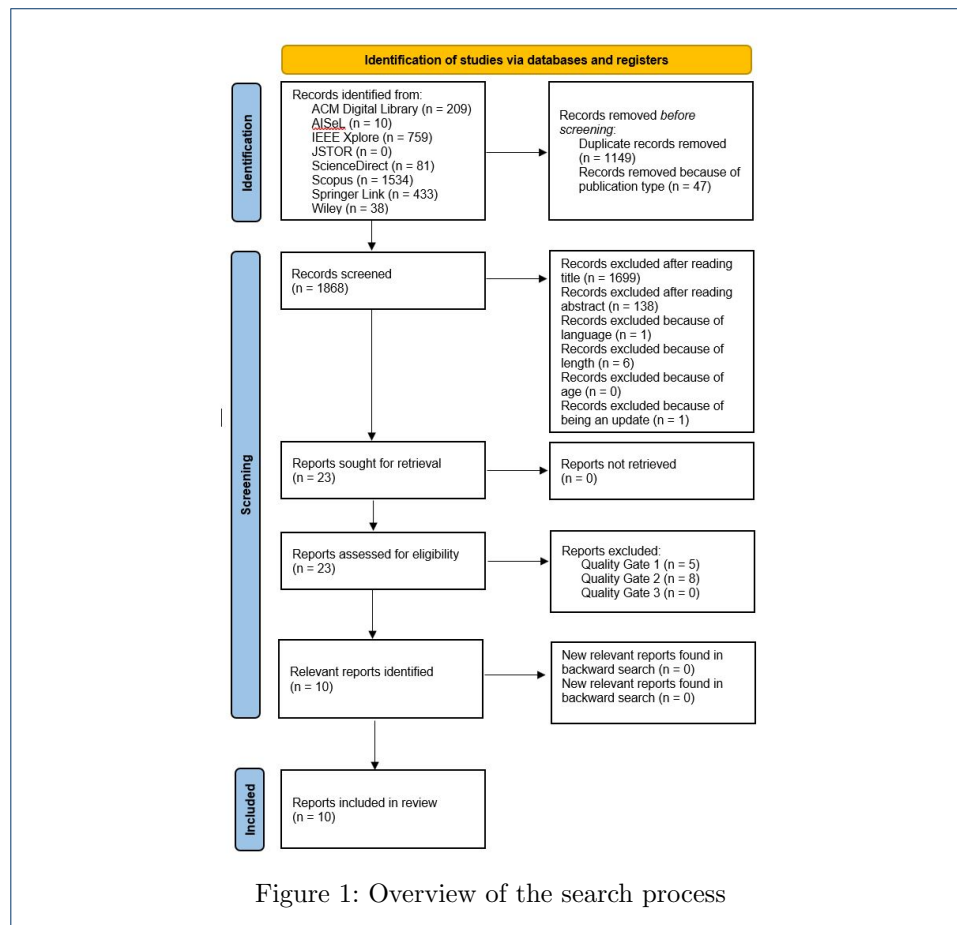 Identification of studies via databases and registers
Identification
Records identified from:
ACM Digital Library (n = 209)
AISeL (n = 10)
IEEE Xplore (n = 759)
JSTOR (n = 0)
ScienceDirect (n = 81)
Scopus (n = 1534)
Springer Link (n = 433)
Wiley (n = 38)
Records removed before
screening:
Duplicate records removed
(n = 1149)
Records removed because of
publication type (n = 47)
Screening
Records screened
(n = 1868)
Records excluded after reading
title (n = 1699)
Records excluded after reading
abstract (n = 138)
Records excluded because of
language (n = 1)
Records excluded because of
length (n = 6)
Records excluded because of
age (n = 0)
Records excluded because of
being an update (n = 1)
Reports sought for retrieval
(n = 23)
Reports not retrieved
(n = 0)
Reports assessed for eligibility
(n = 23)
Reports excluded:
Quality Gate 1 (n = 5)
Quality Gate 2 (n = 8)
Quality Gate 3 (n = 0)
Relevant reports identified
(n = 10)
New relevant reports found in
backward search (n = 0)
New relevant reports found in
backward search (n = 0)
Included
Reports included in review
(n = 10)
Figure 1: Overview of the search process